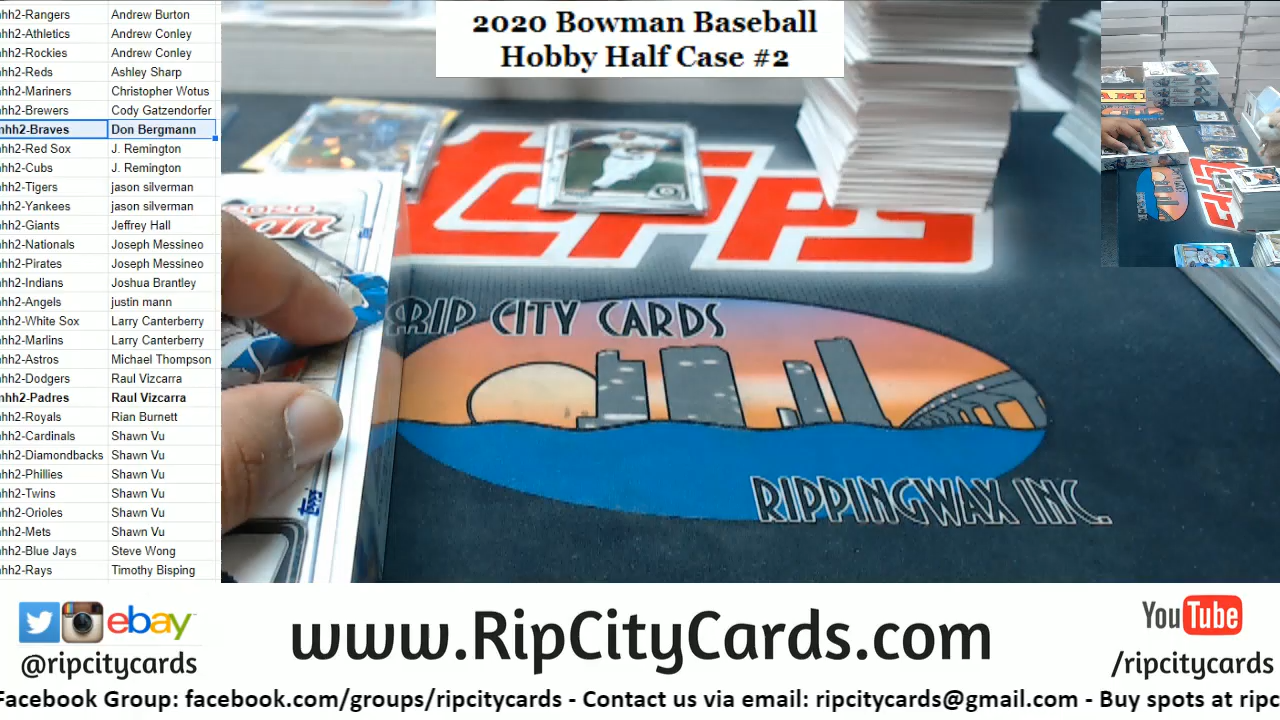 hh2-Rangers Andrew Burton
hh2-Athletics Andrew Conley
hh2-Rockies Andrew Conley
hh2-Reds Ashley Sharp
hh2-Mariners Christopher Wotus
hh2-Brewers Cody Gatzendorfer
hh2-Braves Don Bergmann
hh2-Red Sox J. Remington
hh2-Cubs J. Remington
hh2-Tigers jason silverman
hh2-Yankees jason silverman
hh2-Giants Jeffrey Hall
hh2-Nationals Joseph Messineo
hh2-Pirates Joseph Messineo
hh2-Indians Joshua Brantley
hh2-Angels justin mann
hh2-White Sox Larry Canterberry
hh2-Marlins Larry Canterberry
hh2-Astros Michael Thompson
hh2-Dodgers Raul Vizcarra
hh2-Padres Raul Vizcarra
hh2-Royals Rian Burnett
hh2-Cardinals Shawn Vu
hh2-Diamondbacks Shawn Vu
hh2-Phillies Shawn Vu
hh2-Twins Shawn Vu
hh2-Orioles Shawn Vu
hh2-Mets Shawn Vu
hh2-Blue Jays Steve Wong
hh2-Rays Timothy Bisping
2020 Bowman Baseball
Hobby Half Case #2
2020
topps
TOPPS
RIP CITY CARDS
RIPPINGWAX INC.
ebay
@ripcitycards
www.RipCityCards.com
YouTube
/ripcitycards
Facebook Group: facebook.com/groups/ripcitycards - Contact us via email: ripcitycards@gmail.com - Buy spots at ripc